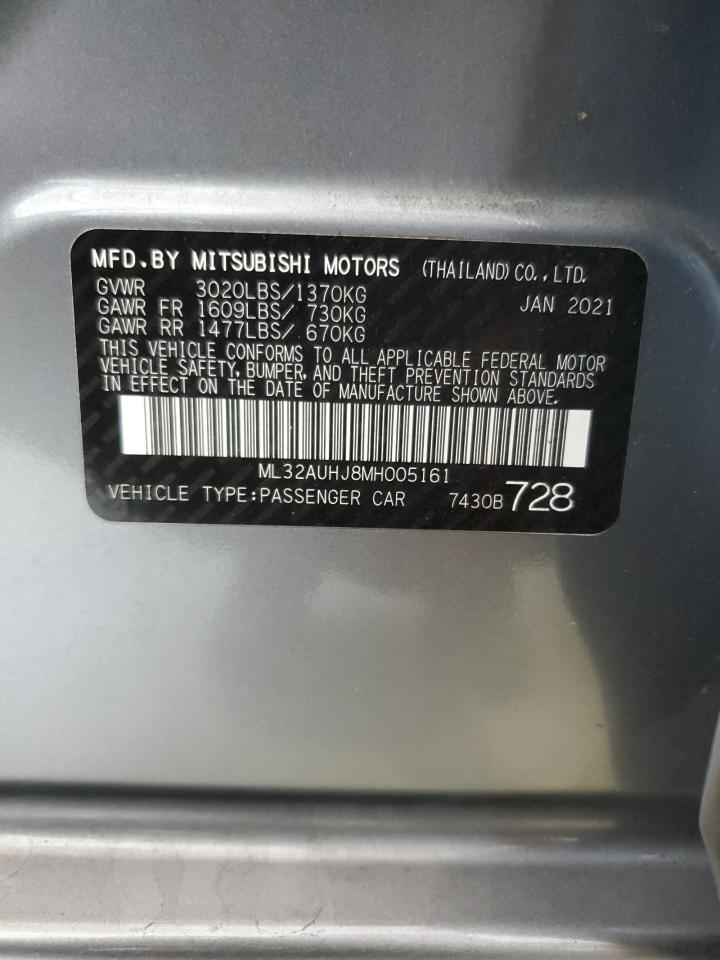 MFD.BY MITSUBISHI MOTORS (THAILAND)CO.,LTD.
GVWR 3020LBS/1370KG JAN 2021
GAWR FR 1609LBS/ 730KG
GAWR RR 1477LBS/ 670KG
THIS VEHICLE CONFORMS TO ALL APPLICABLE FEDERAL MOTOR
VEHICLE SAFETY, BUMPER, AND THEFT PREVENTION STANDARDS
IN EFFECT ON THE DATE OF MANUFACTURE SHOWN ABOVE.
ML32AUHJ8MH005161
VEHICLE TYPE:PASSENGER CAR 7430B728